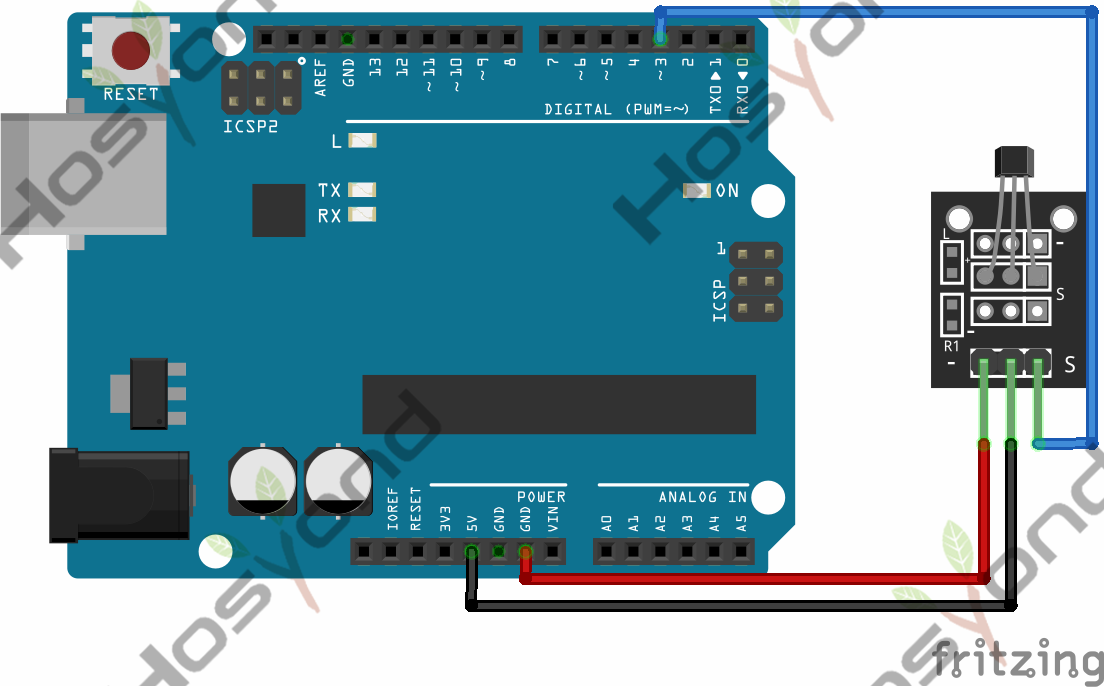 RESET
ICSP2
AREF
GND
13
12
~11
~10
~9
8
7
~6
~5
4
~3
2
TX0▶1
RX0◀0
DIGITAL (PWM=~)
L
TX
RX
ON
1
ICSP
L
+
-
S
R1
-
-
S
POWER
ANALOG IN
IOREF
RESET
3V3
5V
GND
GND
VIN
A0
A1
A2
A3
A4
A5
Hosyond
Hosyond
Hosyond
Hosyond
fritzing